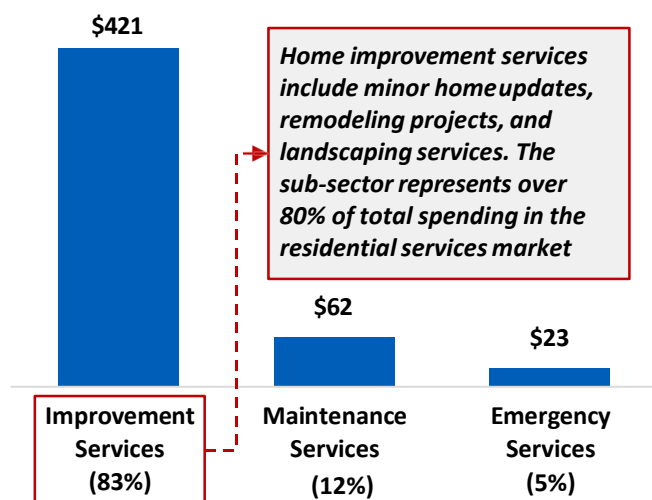 $421
Home improvement services
include minor home updates,
remodeling projects, and
landscaping services. The
sub-sector represents over
80% of total spending in the
residential services market
$62
$23
Improvement
Services
(83%)
Maintenance
Services
(12%)
Emergency
Services
(5%)